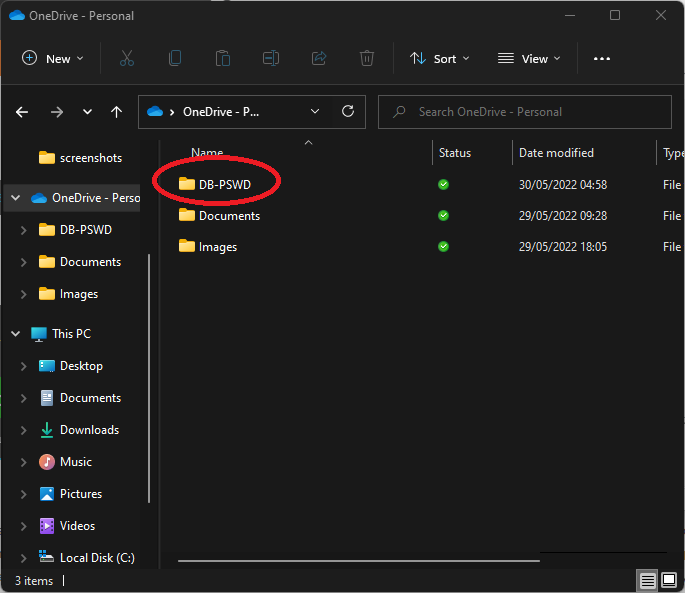 OneDrive - Personal
New
Sort
View
OneDrive - P...
Search OneDrive - Personal
Name
Status
Date modified
Type
screenshots
OneDrive - Perso
DB-PSWD
Documents
Images
This PC
Desktop
Documents
Downloads
Music
Pictures
Videos
Local Disk (C:)
DB-PSWD 30/05/2022 04:58 File
Documents 29/05/2022 09:28 File
Images 29/05/2022 18:05 File
3 items